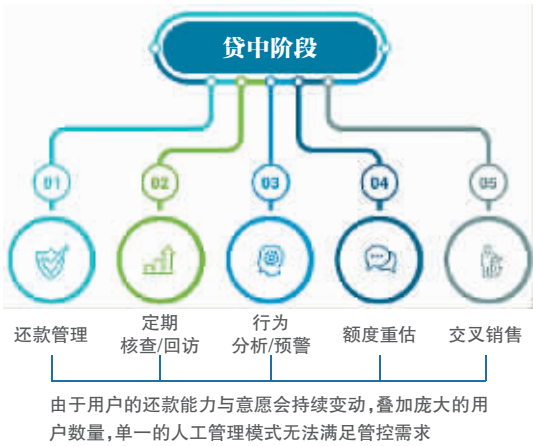 贷中阶段
01 02 03 04 05
还款管理 定期 行为 额度重估 交叉销售
核查/回访 分析/预警
由于用户的还款能力与意愿会持续变动,叠加庞大的用
户数量,单一的人工管理模式无法满足管控需求